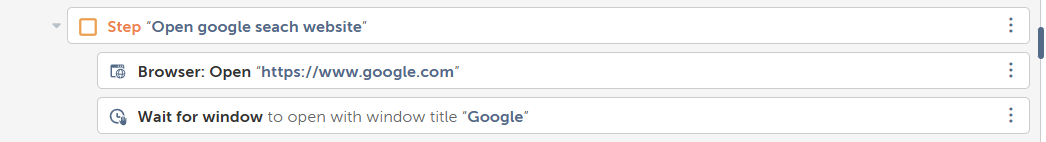 Step "Open google seach website"
Browser: Open "https://www.google.com"
Wait for window to open with window title "Google"